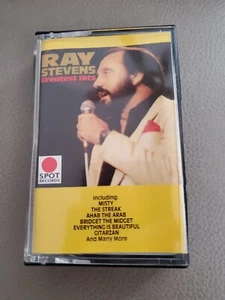 RAY
STEVENS
Greatest Hits
SPOT
RECORDS
Including:
MISTY
THE STREAK
AHAB THE ARAB
BRIDGET THE MIDGET
EVERYTHING IS BEAUTIFUL
GITARZAN
And Many More